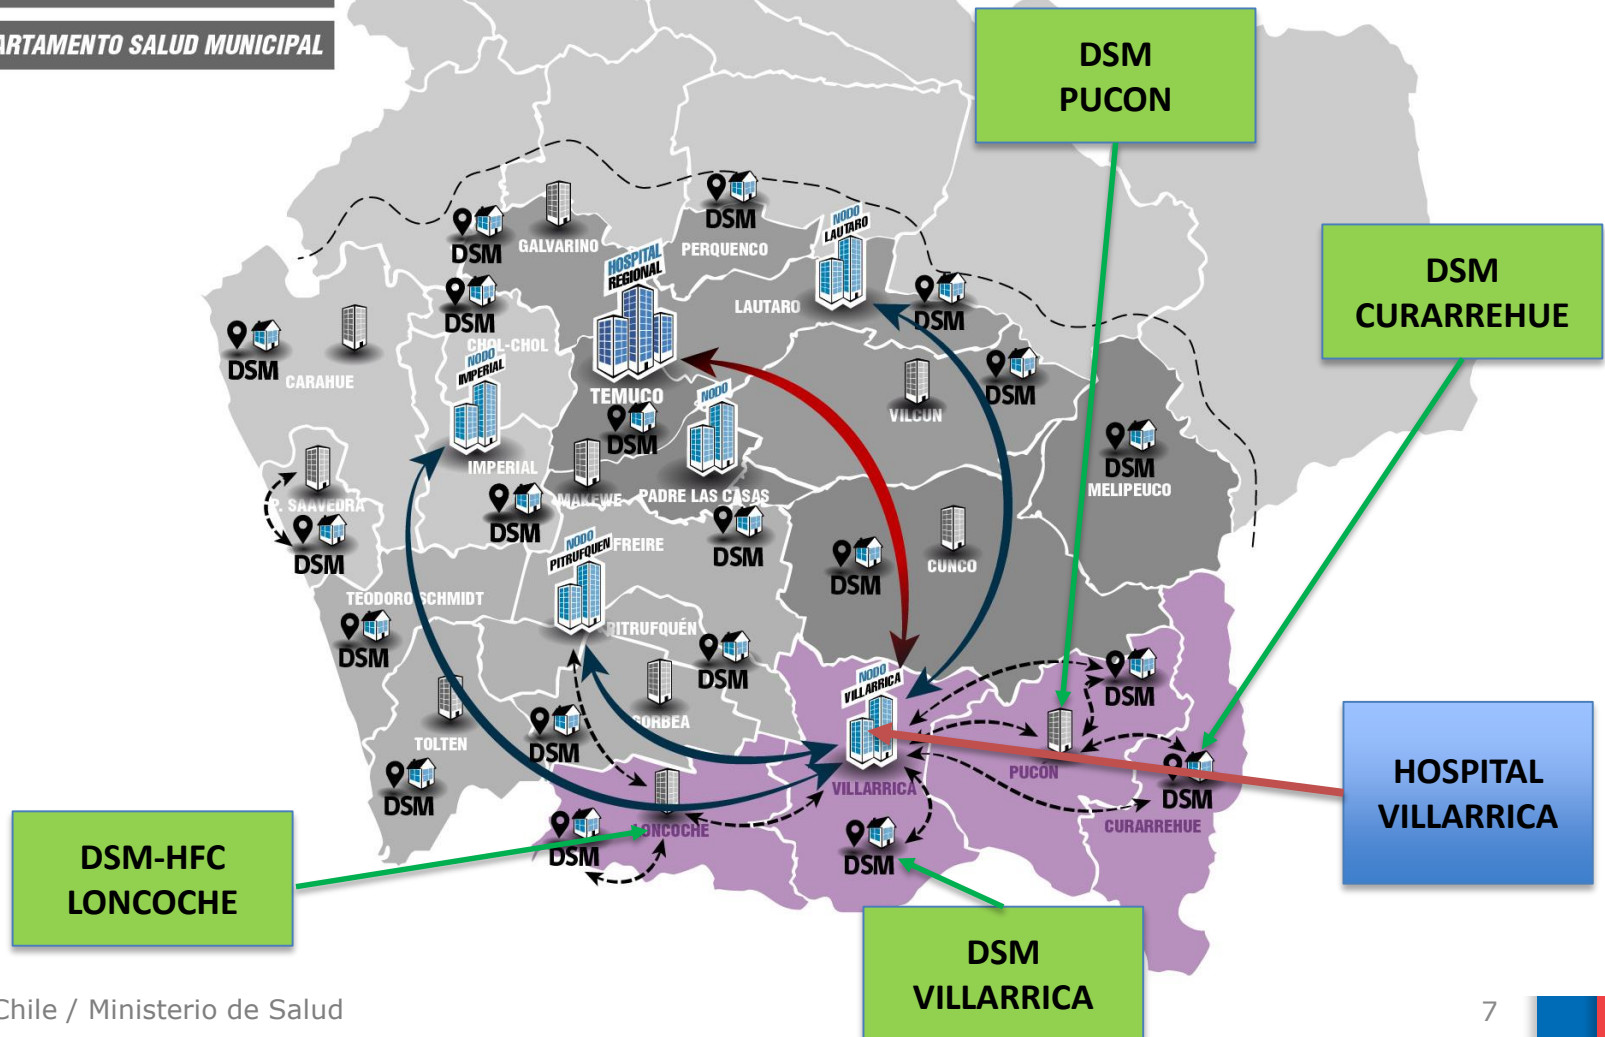 ARTAMENTO SALUD MUNICIPAL
DSM
PUCON
DSM
CURARREHUE
HOSPITAL
VILLARRICA
DSM
VILLARRICA
DSM-HFC
LONCOCHE
DSM
GALVARINO
DSM
PERQUENCO
NODO
LAUTARO
LAUTARO
DSM
HOSPITAL
REGIONAL
TEMUCO
DSM
DSM
CHOL-CHOL
NODO
IMPERIAL
IMPERIAL
DSM
CARAHUE
DSM
NODO
PADRE LAS CASAS
DSM
VILCUN
DSM
DSM
MELIPEUCO
P. SAAVEDRA
DSM
MAKEWE
NODO
PITRUFQUEN
FREIRE
DSM
CUNCO
TEODORO SCHMIDT
DSM
PITRUFQUÉN
DSM
GORBEA
TOLTEN
DSM
DSM
NODO
VILLARRICA
VILLARRICA
DSM
DSM
PUCÓN
DSM
CURARREHUE
LONCOCHE
DSM
Chile / Ministerio de Salud
7